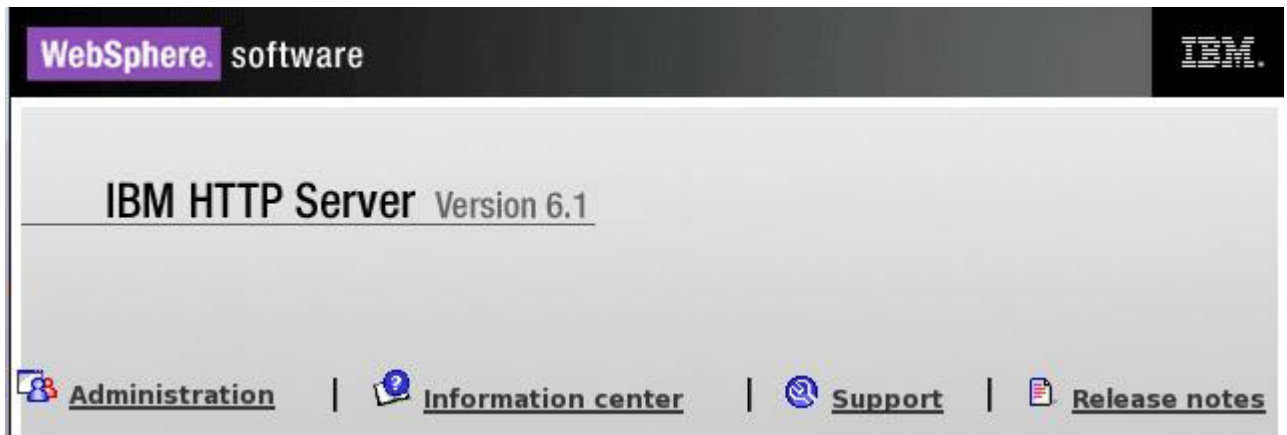 WebSphere. software IBM.
IBM HTTP Server Version 6.1
Administration | Information center | Support | Release notes